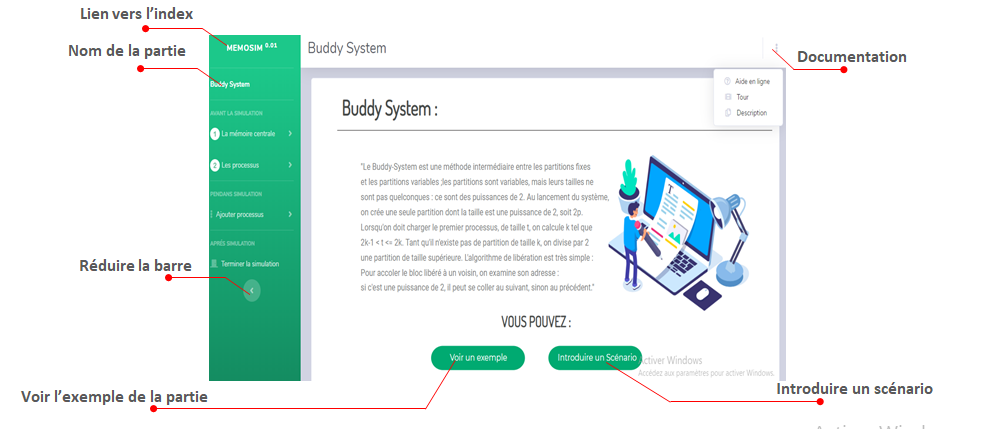 Lien vers l'index
Nom de la partie
Documentation
MEMOSIM 0.01
Buddy System
Buddy System
AVANT LA SIMULATION
1 La mémoire centrale
2 Les processus
PENDANS SIMULATION
Ajouter processus
APRÈS SIMULATION
Terminer la simulation
Réduire la barre
Aide en ligne
Tour
Description
Buddy System :
"Le Buddy-System est une méthode intermédiaire entre les partitions fixes
et les partitions variables ;les partitions sont variables, mais leurs tailles ne
sont pas quelconques : ce sont des puissances de 2. Au lancement du système,
on crée une seule partition dont la taille est une puissance de 2, soit 2p.
Lorsqu'on doit charger le premier processus, de taille t, on calcule k tel que
2k-1 < t <= 2k. Tant qu'il n'existe pas de partition de taille k, on divise par 2
une partition de taille supérieure. L'algorithme de libération est très simple :
Pour accoler le bloc libéré à un voisin, on examine son adresse :
si c'est une puissance de 2, il peut se coller au suivant, sinon au précédent."
VOUS POUVEZ :
Voir un exemple
Introduire un Scénario
Activer Windows
Accédez aux paramètres pour activer Windows.
Voir l'exemple de la partie
Introduire un scénario